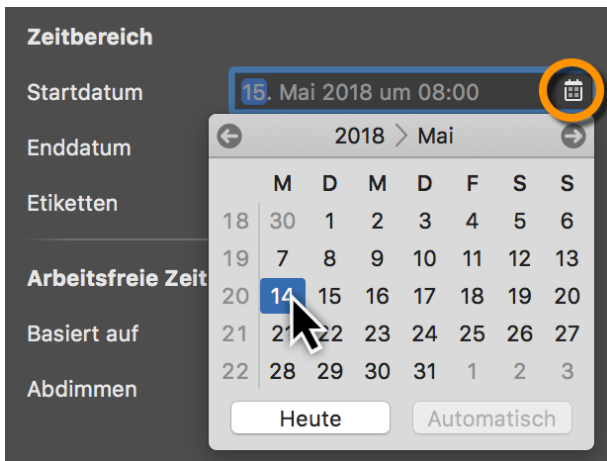 Zeitbereich
Startdatum 15. Mai 2018 um 08:00
Enddatum
2018 > Mai
Etiketten
M D M D F S S
18 30 1 2 3 4 5 6
19 7 8 9 10 11 12 13
Arbeitsfreie Zeit
20 14 15 16 17 18 19 20
Basiert auf
21 21 22 23 24 25 26 27
22 28 29 30 31 1 2 3
Abdimmen
Heute Automatisch